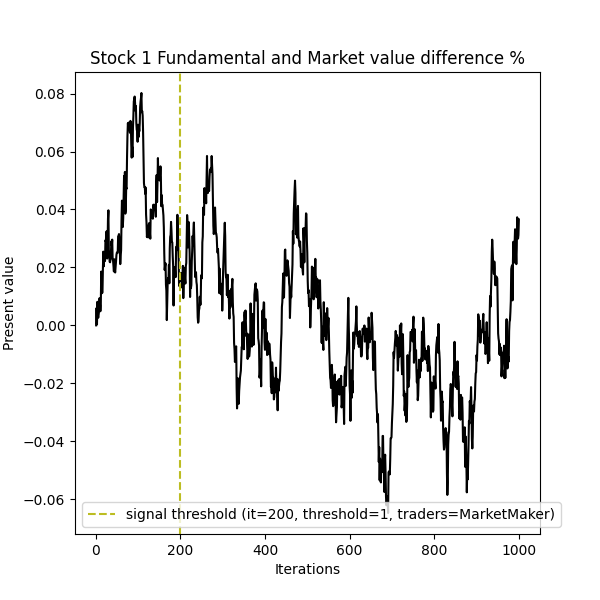 Stock 1 Fundamental and Market value difference %
Present value
0.08
0.06
0.04
0.02
0.00
−0.02
−0.04
−0.06
signal threshold (it=200, threshold=1, traders=MarketMaker)
0 200 400 600 800 1000
Iterations